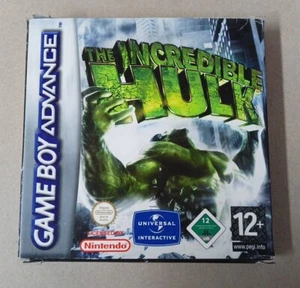 GAME BOY ADVANCE
THE INCREDIBLE
HULK
Nintendo
UNIVERSAL
INTERACTIVE
12
12+
www.pegi.info